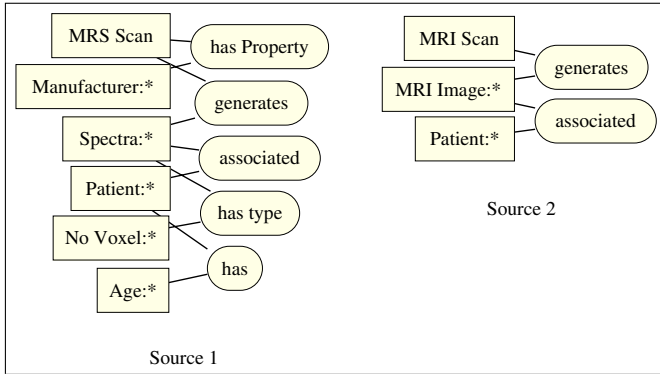 MRS Scan
has Property
Manufacturer:*
generates
Spectra:*
associated
Patient:*
has type
No Voxel:*
has
Age:*
Source 1
MRI Scan
generates
MRI Image:*
associated
Patient:*
Source 2